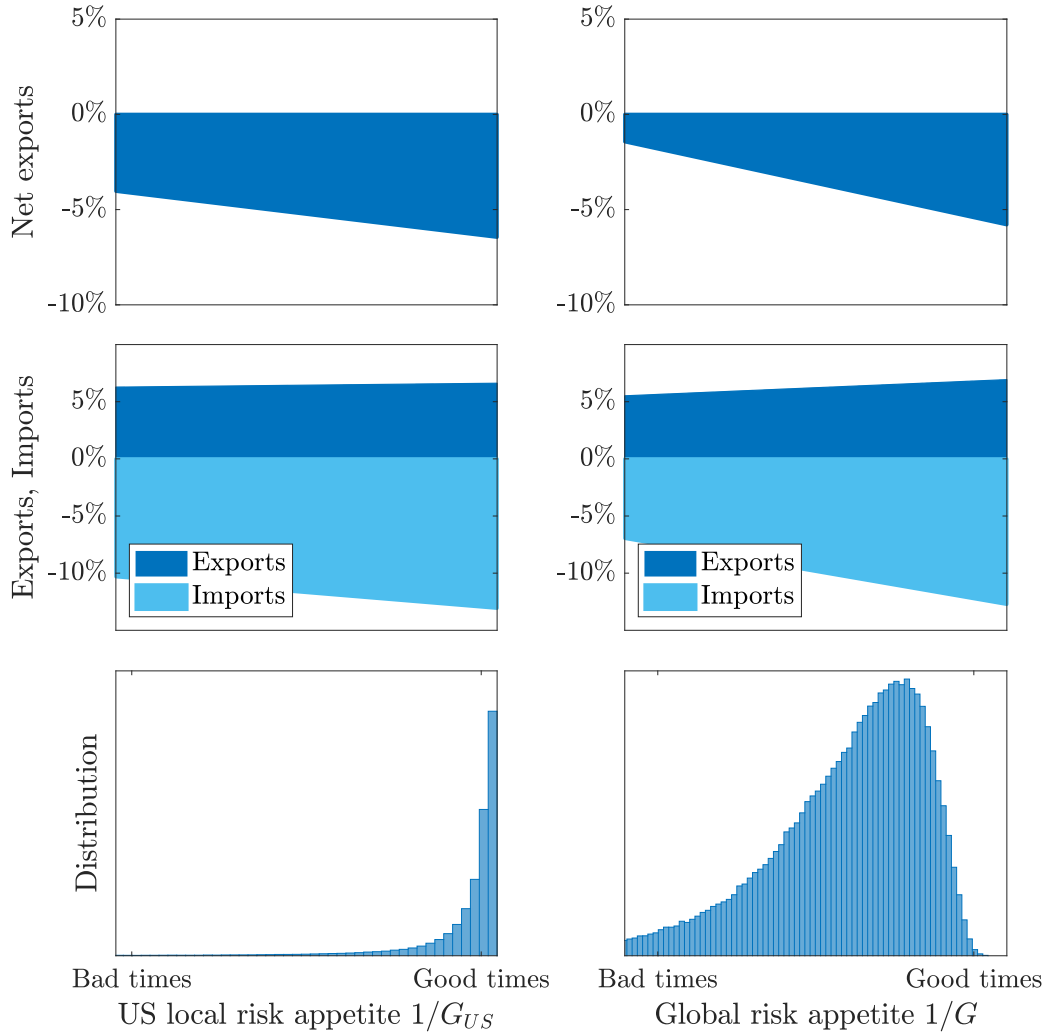 5%
0%
-5%
-10%
Net exports
5%
0%
-5%
-10%
5%
0%
-5%
-10%
Exports, Imports
Exports
Imports
5%
0%
-5%
-10%
Exports
Imports
Distribution
Bad times
Good times
US local risk appetite 1/G_{US}
Bad times
Good times
Global risk appetite 1/G